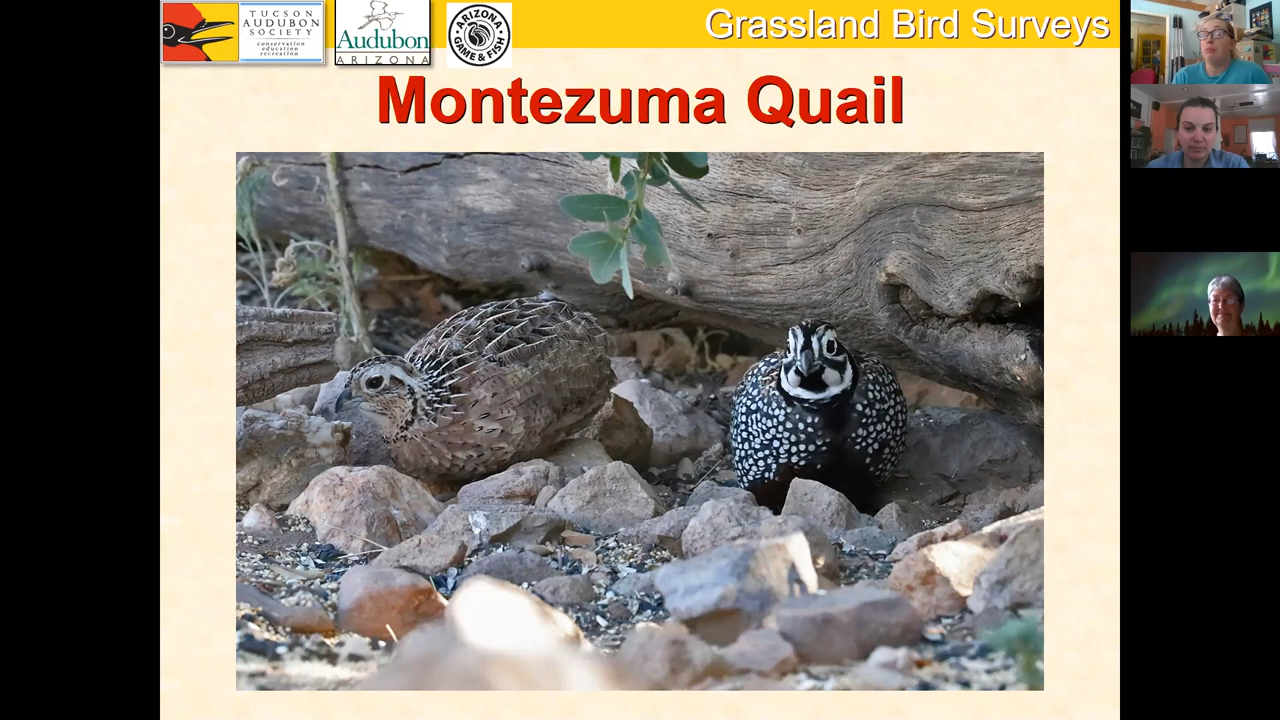 TUCSON
AUDUBON
SOCIETY
conservation
education
recreation
Audubon
ARIZONA
ARIZONA
GAME & FISH
Grassland Bird Surveys
Montezuma Quail